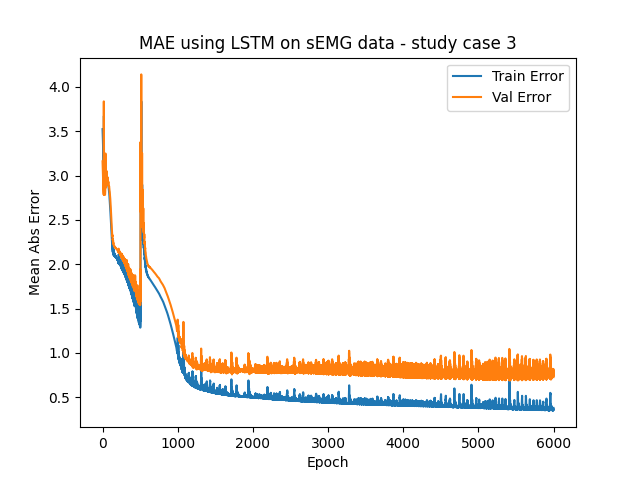 MAE using LSTM on sEMG data - study case 3
Train Error
Val Error
Mean Abs Error
4.0
3.5
3.0
2.5
2.0
1.5
1.0
0.5
0 1000 2000 3000 4000 5000 6000
Epoch